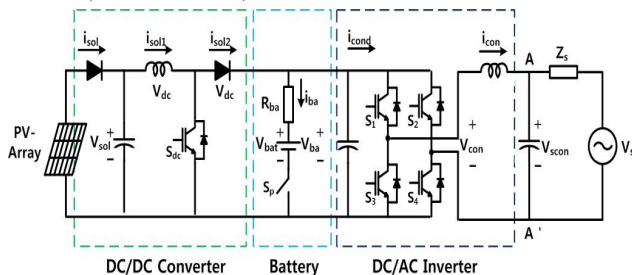 i_sol
i_sol1
i_sol2
i_cond
i_con
A
Z_s
V_dc
V_dc
R_ba
i_ba
S_1
S_2
PV-
Array
V_sol
+
−
S_dc
+
V_bat
−
+
V_ba
−
+
V_con
−
+
V_scon
−
V_s
S_p
S_3
S_4
A'
DC/DC Converter
Battery
DC/AC Inverter